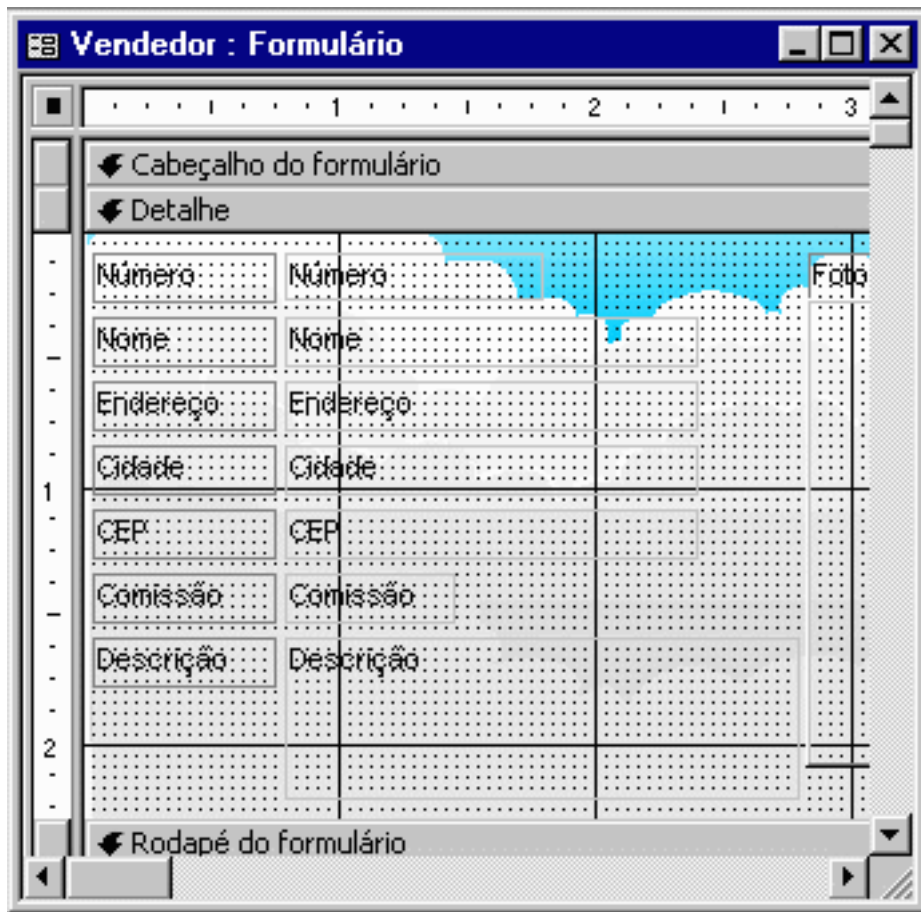 Vendedor : Formulário
1 2 3
Cabeçalho do formulário
Detalhe
Número Número Foto
Nome Nome
Endereço Endereço
Cidade Cidade
1
CEP CEP
Comissão Comissão
Descrição Descrição
2
Rodapé do formulário